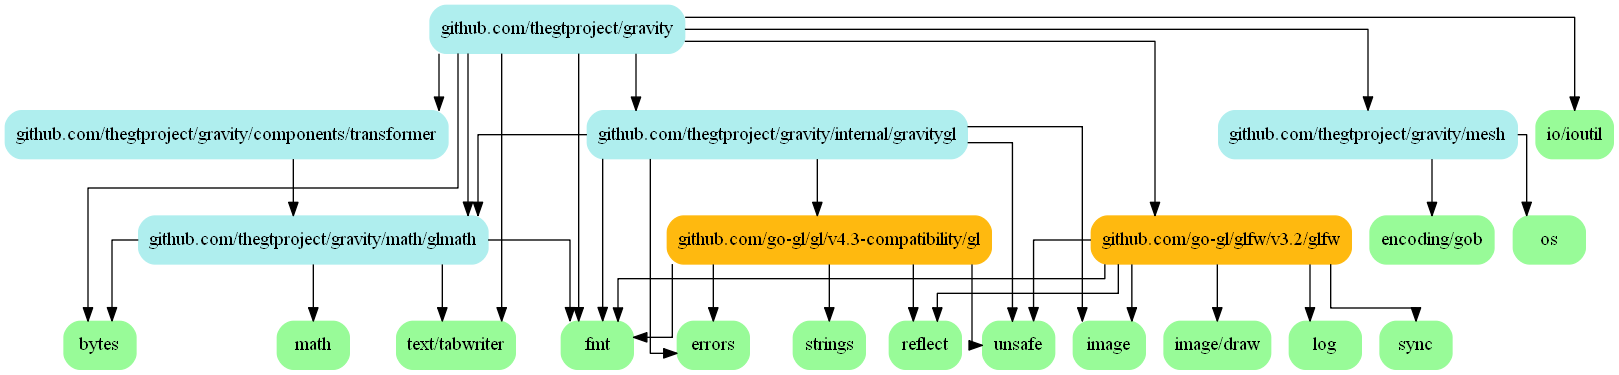 github.com/thegtproject/gravity
github.com/thegtproject/gravity/components/transformer
github.com/thegtproject/gravity/internal/gravitygl
github.com/thegtproject/gravity/mesh
io/ioutil
github.com/thegtproject/gravity/math/glmath
github.com/go-gl/gl/v4.3-compatibility/gl
github.com/go-gl/glfw/v3.2/glfw
encoding/gob
os
bytes
math
text/tabwriter
fmt
errors
strings
reflect
unsafe
image
image/draw
log
sync